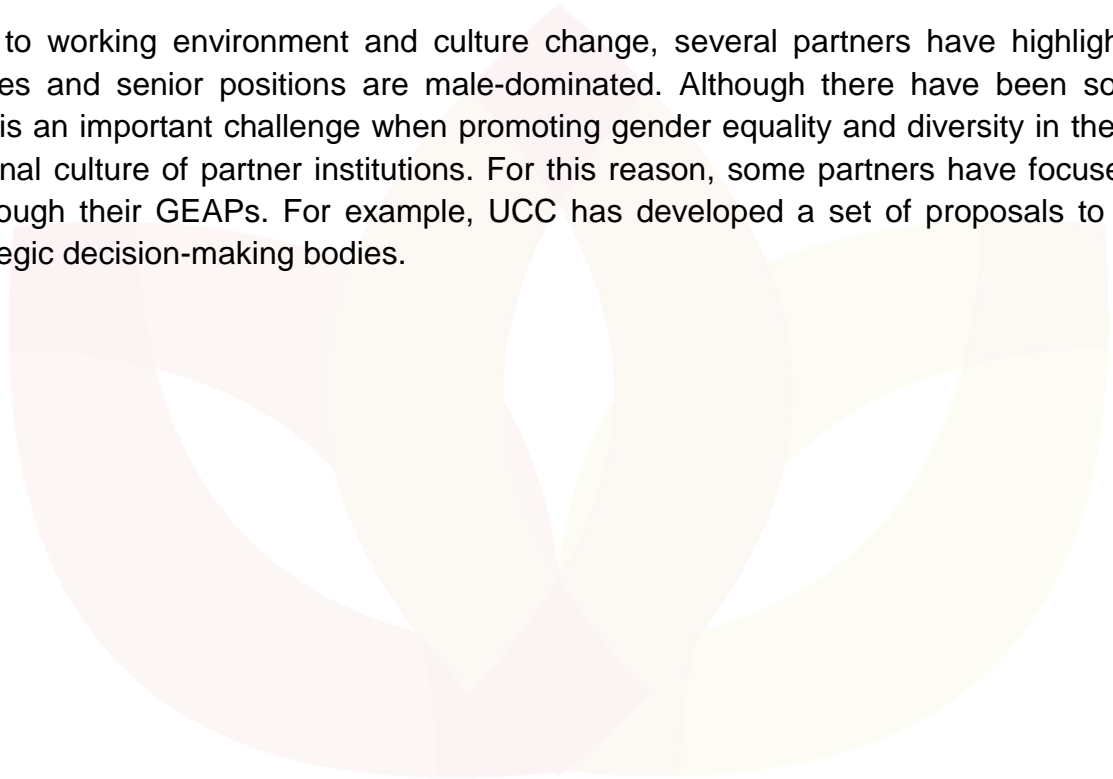 to working environment and culture change, several partners have highligh
es and senior positions are male-dominated. Although there have been so
is an important challenge when promoting gender equality and diversity in the
nal culture of partner institutions. For this reason, some partners have focuse
ough their GEAPs. For example, UCC has developed a set of proposals to
egic decision-making bodies.